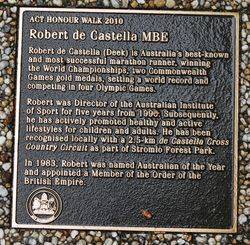 ACT HONOUR WALK 2010
Robert de Castella MBE
Robert de Castella (Deek) is Australia's best-known
and most successful marathon runner, winning
the World Championships, two Commonwealth
Games gold medals, setting a world record and
competing in four Olympic Games.
Robert was Director of the Australian Institute
of Sport for five years from 1990. Subsequently,
he has actively promoted healthy and active
lifestyles for children and adults. He has been
recognised locally with a 2.5-km de Castella Cross
Country Circuit as part of Stromlo Forest Park.
In 1983, Robert was named Australian of the Year
and appointed a Member of the Order of the
British Empire.